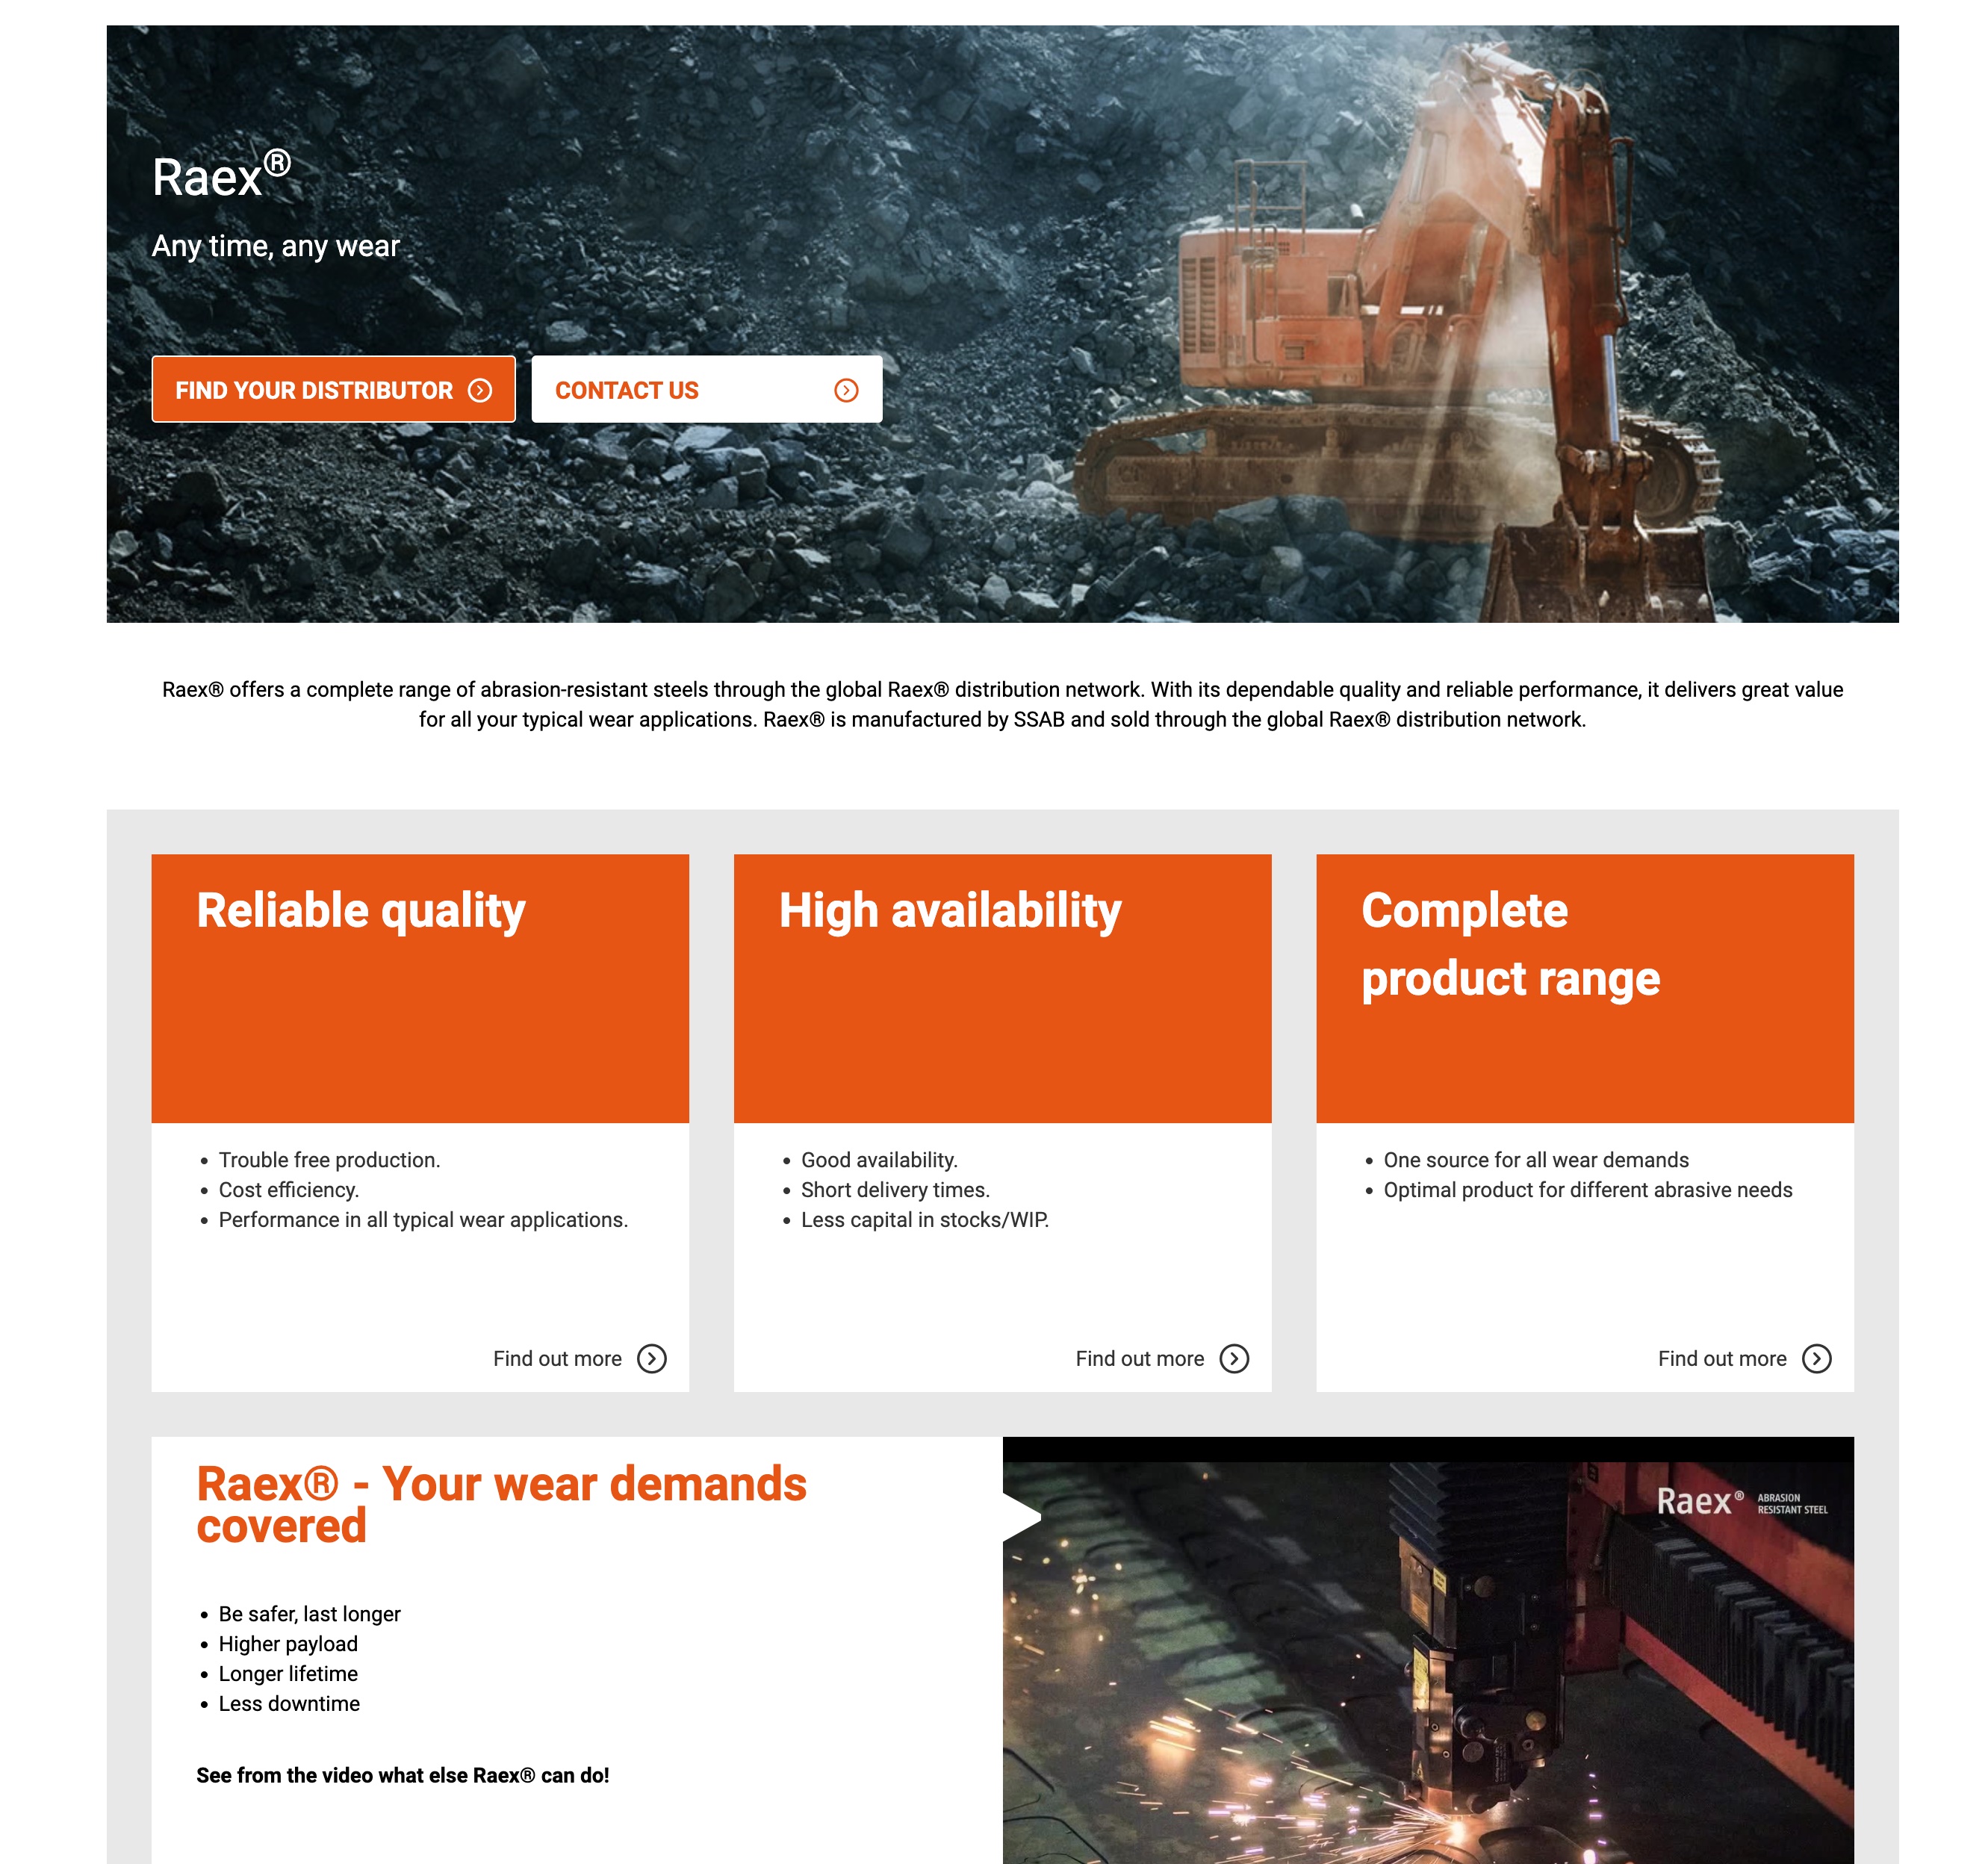 Raex®
Any time, any wear
FIND YOUR DISTRIBUTOR
CONTACT US
Raex® offers a complete range of abrasion-resistant steels through the global Raex® distribution network. With its dependable quality and reliable performance, it delivers great value
for all your typical wear applications. Raex® is manufactured by SSAB and sold through the global Raex® distribution network.
Reliable quality
• Trouble free production.
• Cost efficiency.
• Performance in all typical wear applications.
Find out more
High availability
• Good availability.
• Short delivery times.
• Less capital in stocks/WIP.
Find out more
Complete
product range
• One source for all wear demands
• Optimal product for different abrasive needs
Find out more
Raex® - Your wear demands
covered
• Be safer, last longer
• Higher payload
• Longer lifetime
• Less downtime
See from the video what else Raex® can do!
Raex® ABRASION
RESISTANT STEEL